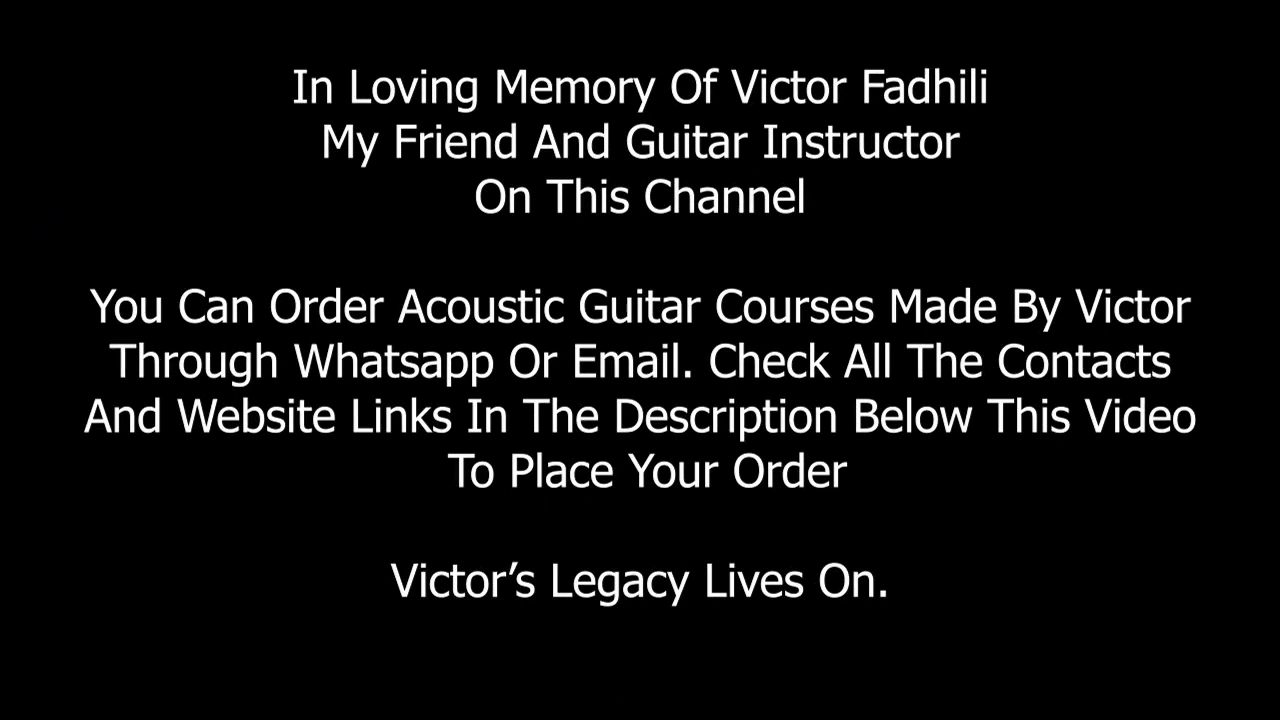 In Loving Memory Of Victor Fadhili
My Friend And Guitar Instructor
On This Channel
You Can Order Acoustic Guitar Courses Made By Victor
Through Whatsapp Or Email. Check All The Contacts
And Website Links In The Description Below This Video
To Place Your Order
Victor’s Legacy Lives On.